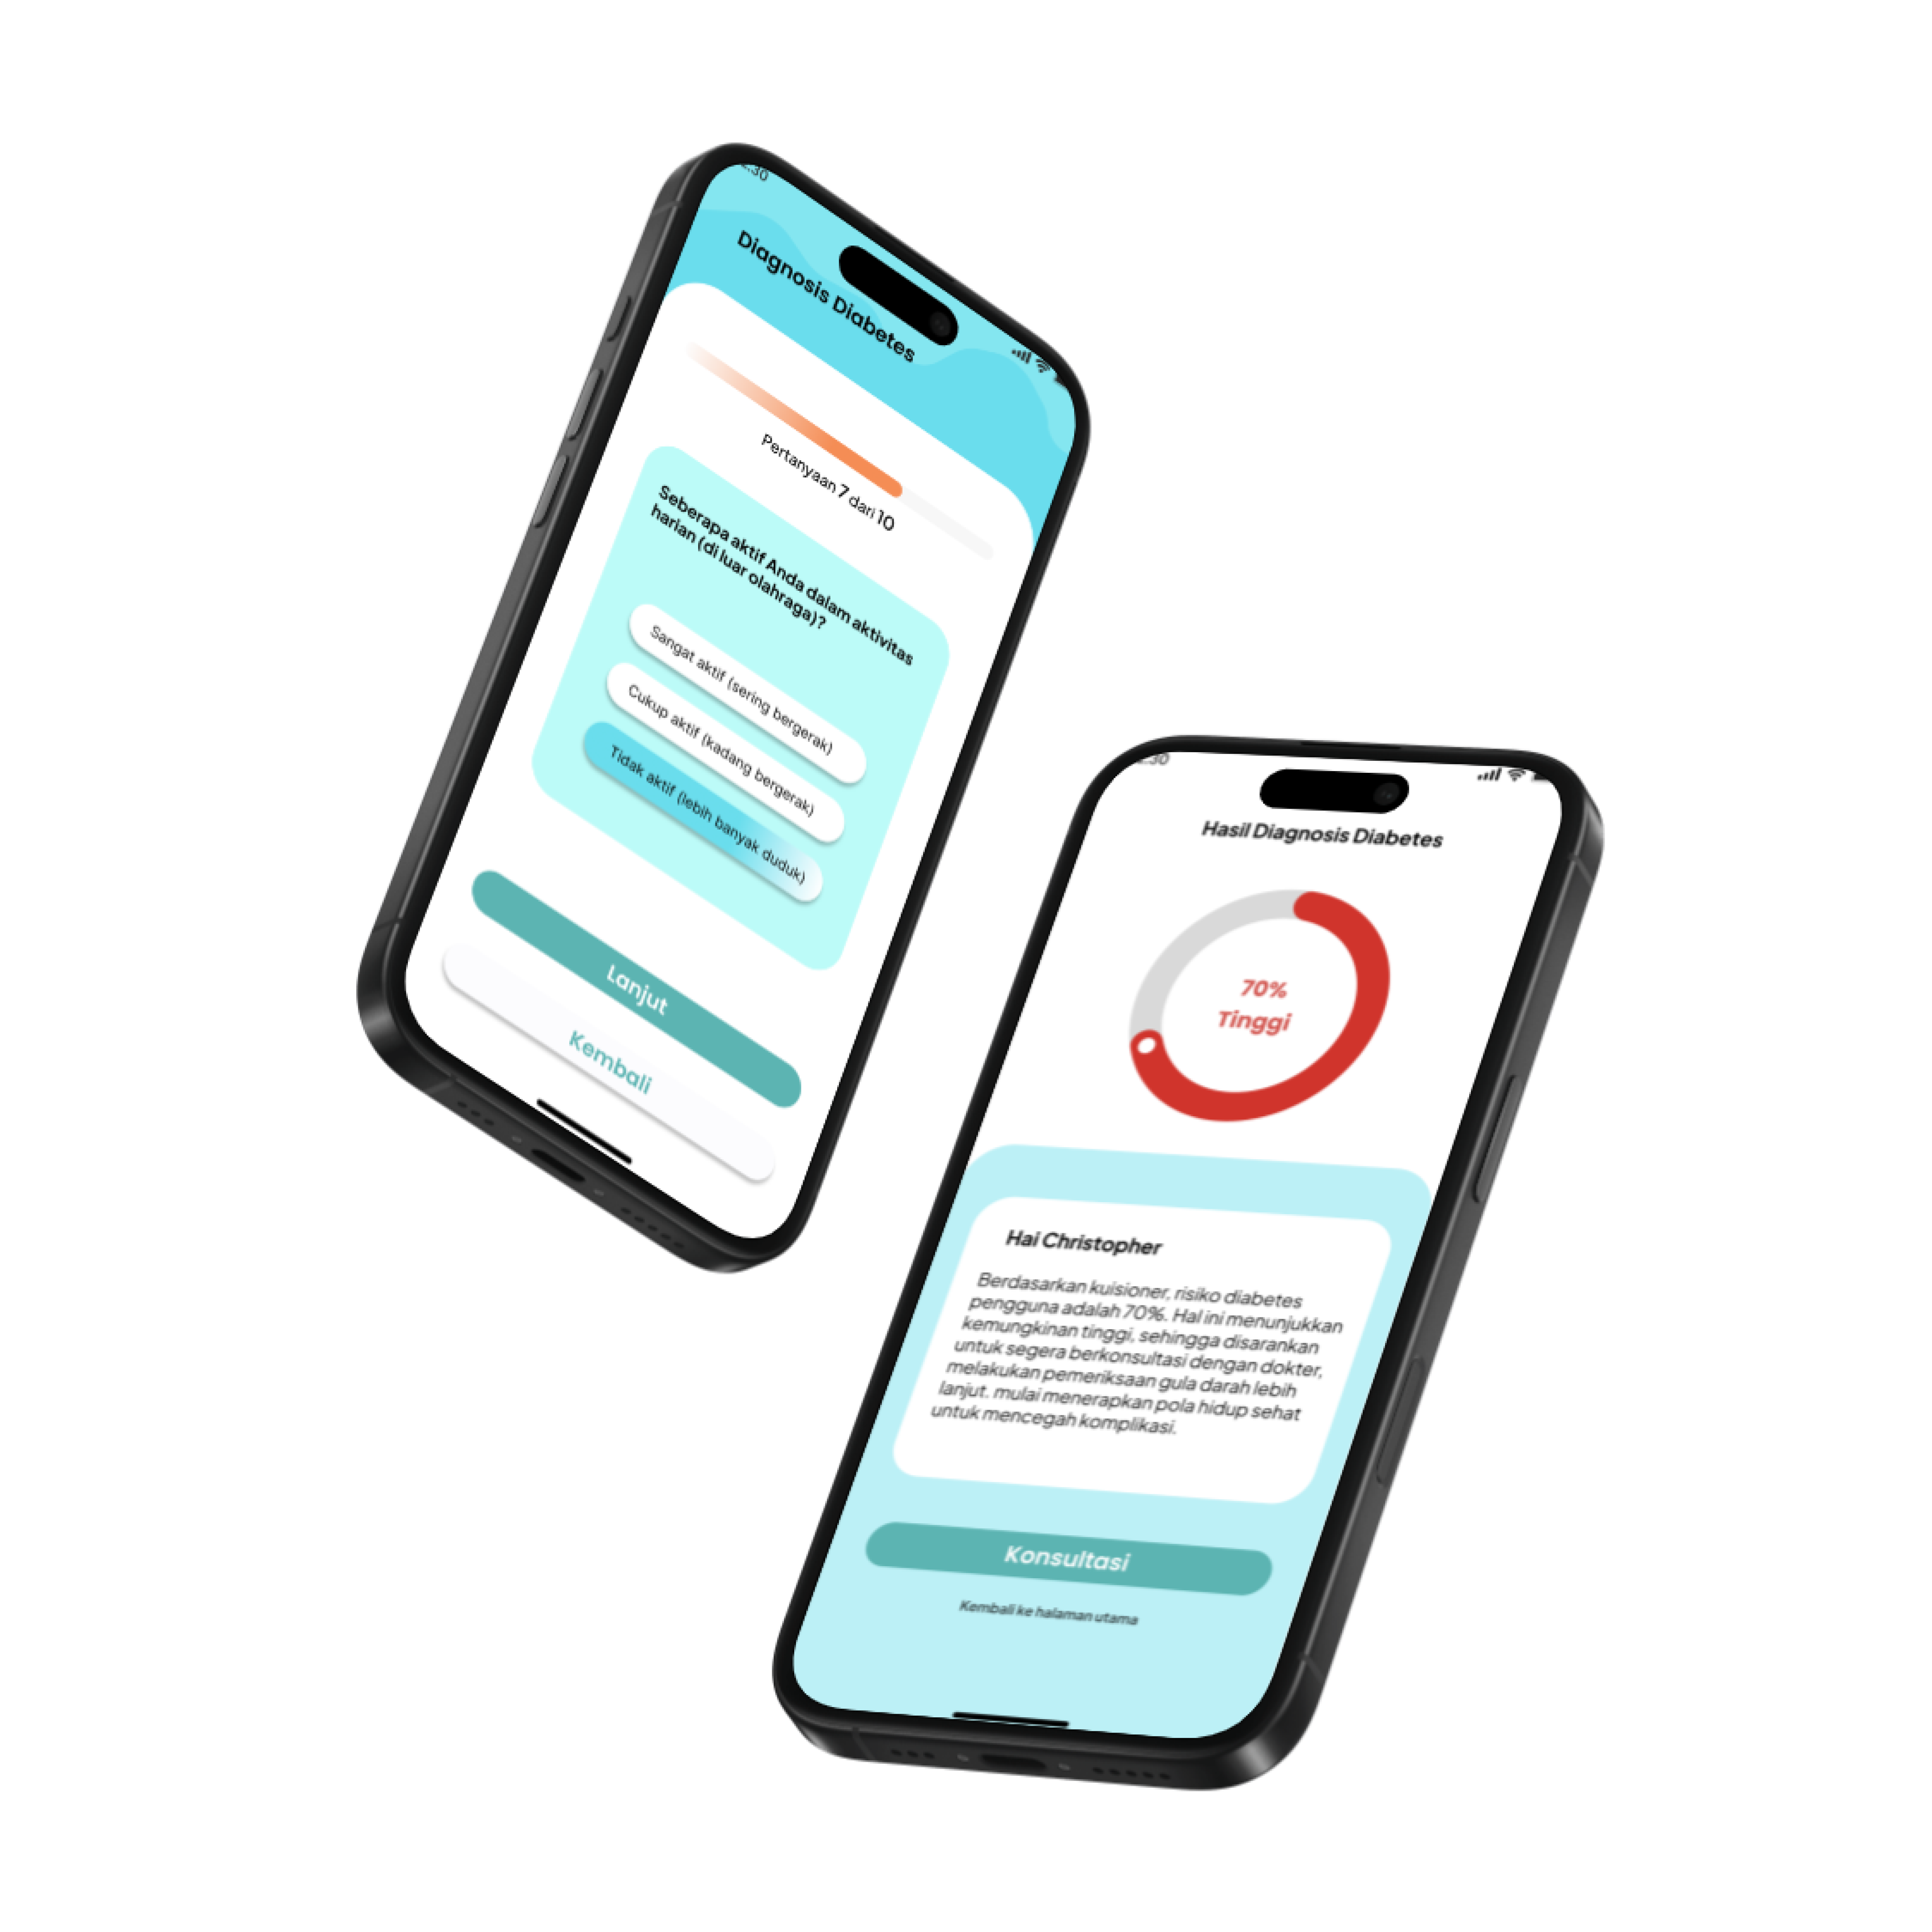 :30
Diagnosis Diabetes
Pertanyaan 7 dari 10
Seberapa aktif Anda dalam aktivitas
harian (di luar olahraga)?
Sangat aktif (sering bergerak)
Cukup aktif (kadang bergerak)
Tidak aktif (lebih banyak duduk)
Lanjut
Kembali
:30
Hasil Diagnosis Diabetes
70%
Tinggi
Hai Christopher
Berdasarkan kuisioner, risiko diabetes
pengguna adalah 70%. Hal ini menunjukkan
kemungkinan tinggi, sehingga disarankan
untuk segera berkonsultasi dengan dokter,
melakukan pemeriksaan gula darah lebih
lanjut. mulai menerapkan pola hidup sehat
untuk mencegah komplikasi.
Konsultasi
Kembali ke halaman utama